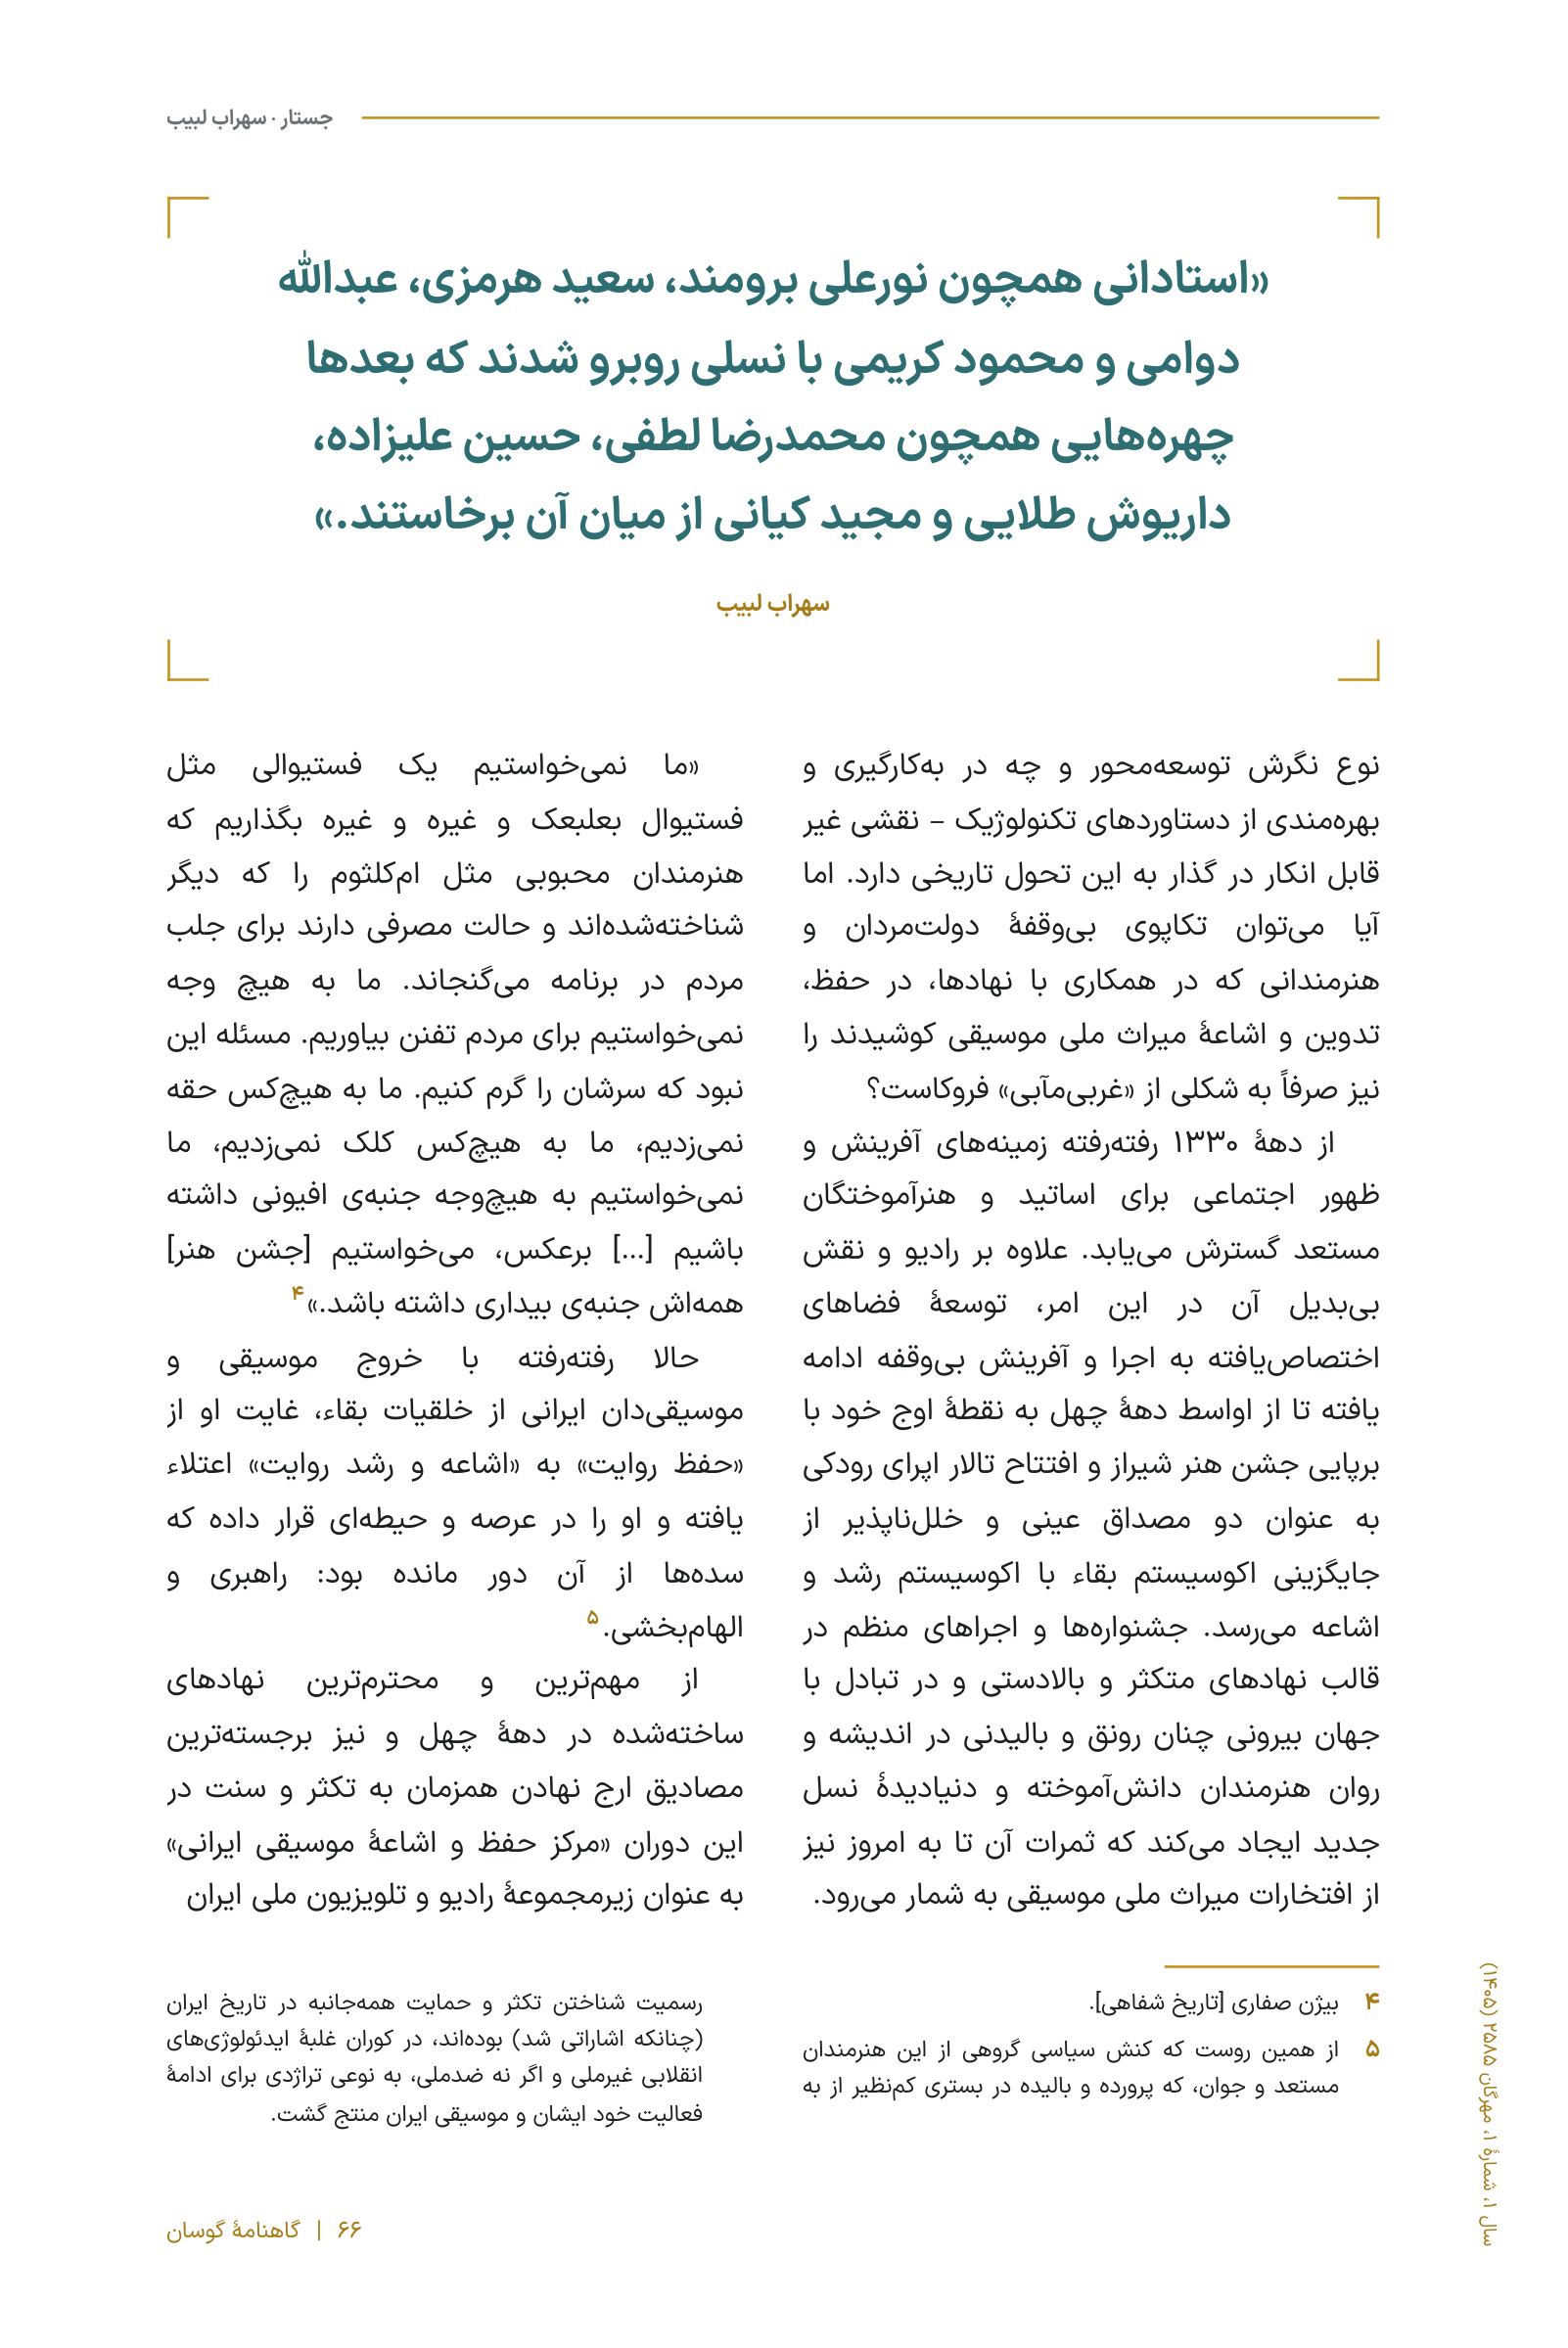 جستار · سهراب لبیب
«استادانی همچون نورعلی برومند، سعید هرمزی، عبدالله
دوامی و محمود کریمی با نسلی روبرو شدند که بعدها
چهره‌هایی همچون محمدرضا لطفی، حسین علیزاده،
داریوش طلایی و مجید کیانی از میان آن برخاستند.»
سهراب لبیب
نوع نگرش توسعه‌محور و چه در به‌کارگیری و
بهره‌مندی از دستاوردهای تکنولوژیک – نقشی غیر
قابل انکار در گذار به این تحول تاریخی دارد. اما
آیا می‌توان تکاپوی بی‌وقفهٔ دولت‌مردان و
هنرمندانی که در همکاری با نهادها، در حفظ،
تدوین و اشاعهٔ میراث ملی موسیقی کوشیدند را
نیز صرفاً به شکلی از «غربی‌مآبی» فروکاست؟
از دههٔ ۱۳۳۰ رفته‌رفته زمینه‌های آفرینش و
ظهور اجتماعی برای اساتید و هنرآموختگان
مستعد گسترش می‌یابد. علاوه بر رادیو و نقش
بی‌بدیل آن در این امر، توسعهٔ فضاهای
اختصاص‌یافته به اجرا و آفرینش بی‌وقفه ادامه
یافته تا از اواسط دههٔ چهل به نقطهٔ اوج خود با
برپایی جشن هنر شیراز و افتتاح تالار اپرای رودکی
به عنوان دو مصداق عینی و خلل‌ناپذیر از
جایگزینی اکوسیستم بقاء با اکوسیستم رشد و
اشاعه می‌رسد. جشنواره‌ها و اجراهای منظم در
قالب نهادهای متکثر و بالادستی و در تبادل با
جهان بیرونی چنان رونق و بالیدنی در اندیشه و
روان هنرمندان دانش‌آموخته و دنیادیدهٔ نسل
جدید ایجاد می‌کند که ثمرات آن تا به امروز نیز
از افتخارات میراث ملی موسیقی به شمار می‌رود.
«ما نمی‌خواستیم یک فستیوالی مثل
فستیوال بعلبعک و غیره و غیره بگذاریم که
هنرمندان محبوبی مثل ام‌کلثوم را که دیگر
شناخته‌شده‌اند و حالت مصرفی دارند برای جلب
مردم در برنامه می‌گنجاند. ما به هیچ وجه
نمی‌خواستیم برای مردم تفنن بیاوریم. مسئله این
نبود که سرشان را گرم کنیم. ما به هیچ‌کس حقه
نمی‌زدیم، ما به هیچ‌کس کلک نمی‌زدیم، ما
نمی‌خواستیم به هیچ‌وجه جنبه‌ی افیونی داشته
باشیم [...] برعکس، می‌خواستیم [جشن هنر]
همه‌اش جنبه‌ی بیداری داشته باشد.»۴
حالا رفته‌رفته با خروج موسیقی و
موسیقی‌دان ایرانی از خلقیات بقاء، غایت او از
«حفظ روایت» به «اشاعه و رشد روایت» اعتلاء
یافته و او را در عرصه و حیطه‌ای قرار داده که
سده‌ها از آن دور مانده بود: راهبری و
الهام‌بخشی.۵
از مهم‌ترین و محترم‌ترین نهادهای
ساخته‌شده در دههٔ چهل و نیز برجسته‌ترین
مصادیق ارج نهادن همزمان به تکثر و سنت در
این دوران «مرکز حفظ و اشاعهٔ موسیقی ایرانی»
به عنوان زیرمجموعهٔ رادیو و تلویزیون ملی ایران
۴ بیژن صفاری [تاریخ شفاهی].
۵ از همین روست که کنش سیاسی گروهی از این هنرمندان
مستعد و جوان، که پرورده و بالیده در بستری کم‌نظیر از به
رسمیت شناختن تکثر و حمایت همه‌جانبه در تاریخ ایران
(چنانکه اشاراتی شد) بوده‌اند، در کوران غلبهٔ ایدئولوژی‌های
انقلابی غیرملی و اگر نه ضدملی، به نوعی تراژدی برای ادامهٔ
فعالیت خود ایشان و موسیقی ایران منتج گشت.
سال ۱، شمارهٔ ۱، مهرگان ۲۵۸۵ (۱۴۰۵)
۶۶ | گاهنامهٔ گوسان